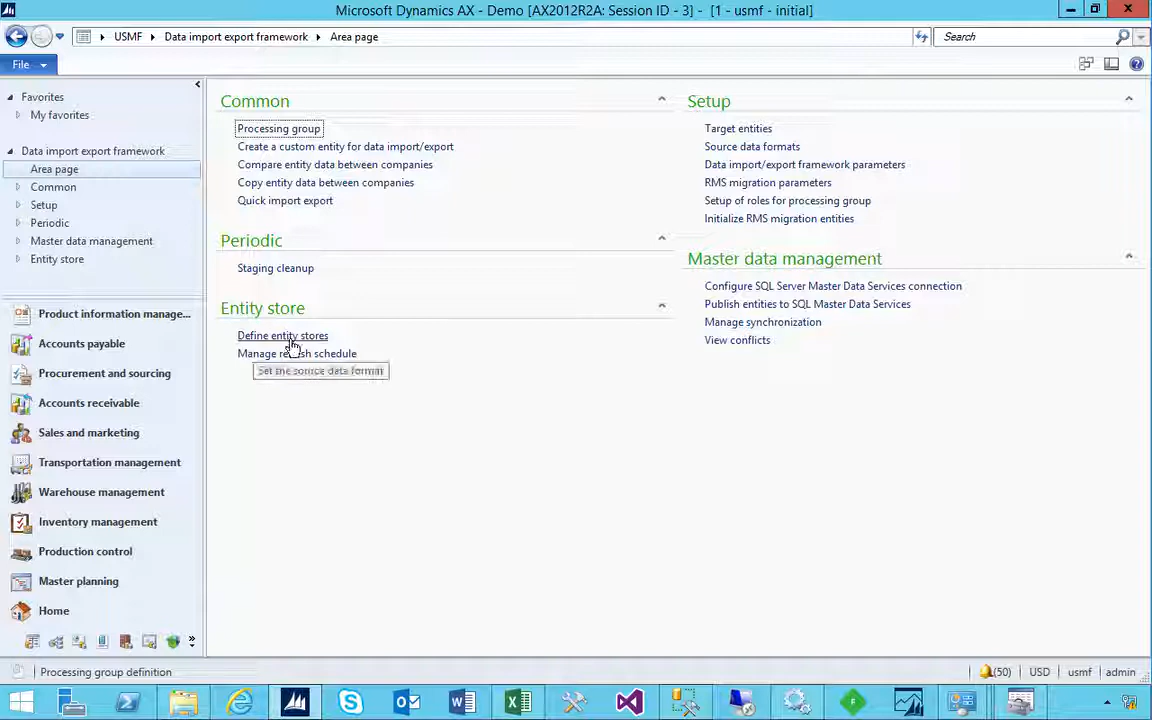 Microsoft Dynamics AX - Demo [AX2012R2A: Session ID - 3] - [1 - usmf - initial]
USMF
Data import export framework
Area page
Search
File
Favorites
My favorites
Data import export framework
Area page
Common
Setup
Periodic
Master data management
Entity store
Product information manage...
Accounts payable
Procurement and sourcing
Accounts receivable
Sales and marketing
Transportation management
Warehouse management
Inventory management
Production control
Master planning
Home
Common
Processing group
Create a custom entity for data import/export
Compare entity data between companies
Copy entity data between companies
Quick import export
Periodic
Staging cleanup
Entity store
Define entity stores
Manage refresh schedule
Set the source data format
Setup
Target entities
Source data formats
Data import/export framework parameters
RMS migration parameters
Setup of roles for processing group
Initialize RMS migration entities
Master data management
Configure SQL Server Master Data Services connection
Publish entities to SQL Master Data Services
Manage synchronization
View conflicts
Processing group definition
(50)
USD
usmf
admin